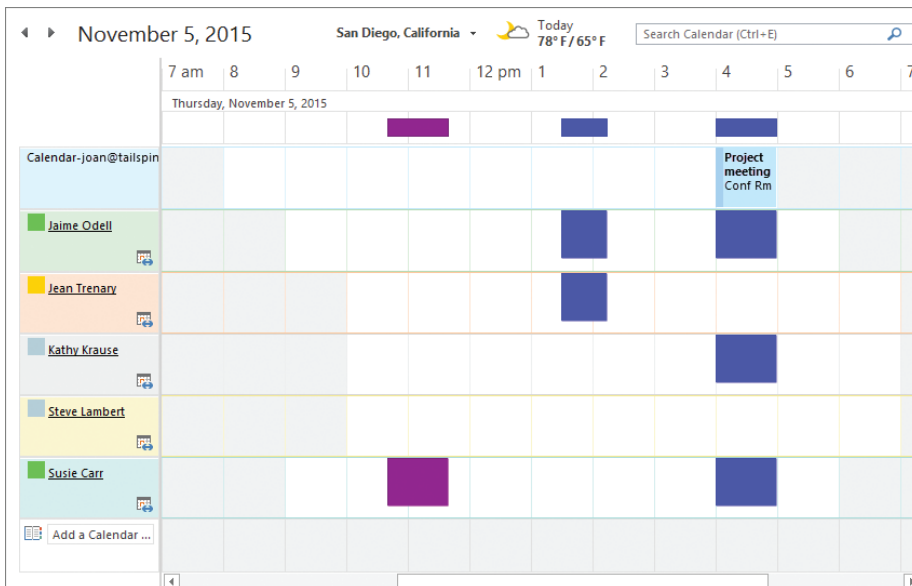 November 5, 2015
San Diego, California
Today
78° F / 65° F
Search Calendar (Ctrl+E)
7 am 8 9 10 11 12 pm 1 2 3 4 5 6 7
Thursday, November 5, 2015
Calendar-joan@tailspin
Project
meeting
Conf Rm
Jaime Odell
Jean Trenary
Kathy Krause
Steve Lambert
Susie Carr
Add a Calendar ...